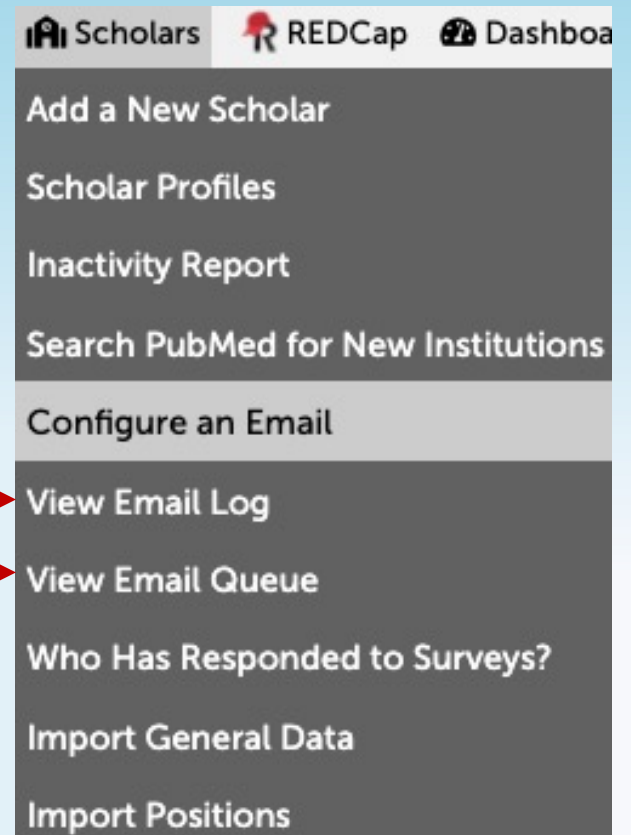 Scholars REDCap Dashboa
Add a New Scholar
Scholar Profiles
Inactivity Report
Search PubMed for New Institutions
Configure an Email
View Email Log
View Email Queue
Who Has Responded to Surveys?
Import General Data
Import Positions